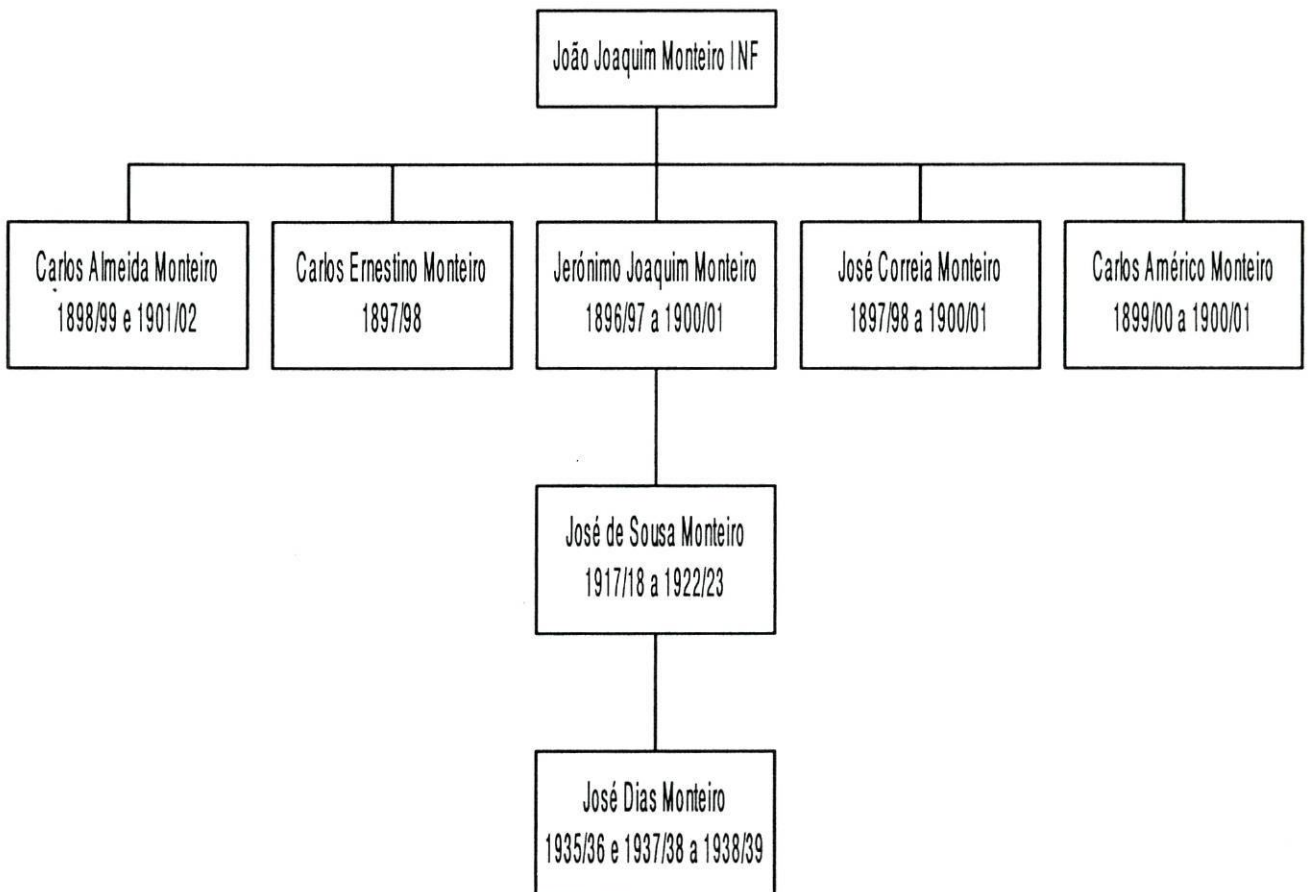 João Joaquim Monteiro INF
Carlos Almeida Monteiro
1898/99 e 1901/02
Carlos Ernestino Monteiro
1897/98
Jerónimo Joaquim Monteiro
1896/97 a 1900/01
José Correia Monteiro
1897/98 a 1900/01
Carlos Américo Monteiro
1899/00 a 1900/01
José de Sousa Monteiro
1917/18 a 1922/23
José Dias Monteiro
1935/36 e 1937/38 a 1938/39